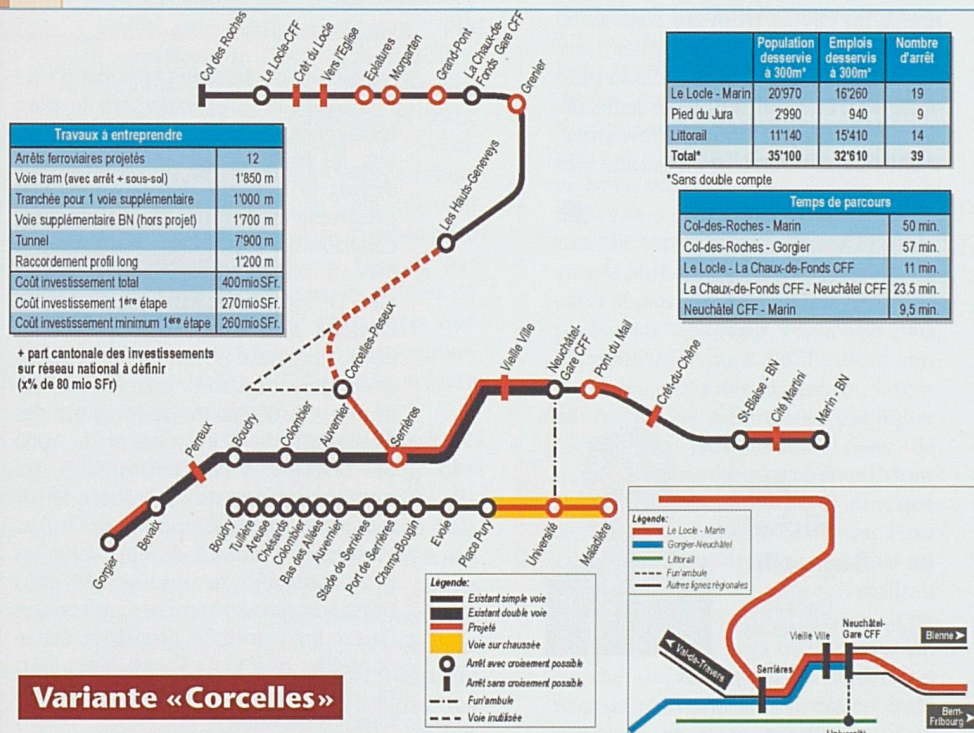 Col des Roches
Le Locle-CFF
Crêt du Locle
Vers l'Eglise
Eplatures
Morgarten
Grand-Pont
La Chaux-de-
Fonds Gare CFF
Grenier
Les Hauts-Geneveys
Travaux à entreprendre
Arrêts ferroviaires projetés 12
Voie tram (avec arrêt + sous-sol) 1'850 m
Tranchée pour 1 voie supplémentaire 1'000 m
Voie supplémentaire BN (hors projet) 1'700 m
Tunnel 7'900 m
Raccordement profil long 1'200 m
Coût investissement total 400 mio SFr.
Coût investissement 1ère étape 270 mio SFr.
Coût investissement minimum 1ère étape 260 mio SFr.
+ part cantonale des investissements
sur réseau national à définir
(x% de 80 mio SFr)
Population desservie à 300m* Emplois desservis à 300m* Nombre d'arrêt
Le Locle - Marin 20'970 16'260 19
Pied du Jura 2'990 940 9
Littorail 11'140 15'410 14
Total* 35'100 32'610 39
*Sans double compte
Temps de parcours
Col-des-Roches - Marin 50 min.
Col-des-Roches - Gorgier 57 min.
Le Locle - La Chaux-de-Fonds CFF 11 min.
La Chaux-de-Fonds CFF - Neuchâtel CFF 23.5 min.
Neuchâtel CFF - Marin 9,5 min.
Corcelles-Peseux
Vieille Ville
Neuchâtel-
Gare CFF
Pont du Mail
Crêt-du-Chêne
St-Blaise - BN
Cité Martini
Marin - BN
Gorgier
Bevaix
Perreux
Boudry
Colombier
Auvernier
Serrières
Boudry
Tuillière
Areuse
Chésards
Colombier
Bas des Allées
Auvernier
Stade de Serrières
Port de Serrières
Champ-Bougin
Evole
Place Pury
Université
Maladière
Légende:
Existant simple voie
Existant double voie
Projeté
Voie sur chaussée
Arrêt avec croisement possible
Arrêt sans croisement possible
Fun'ambule
Voie inutilisée
Légende:
Le Locle - Marin
Gorgier-Neuchâtel
Littorail
Fun'ambule
Autres lignes régionales
Vieille Ville
Neuchâtel-
Gare CFF
Bienne
Val-de-Travers
Serrières
Bern-
Fribourg
Université
Variante «Corcelles»